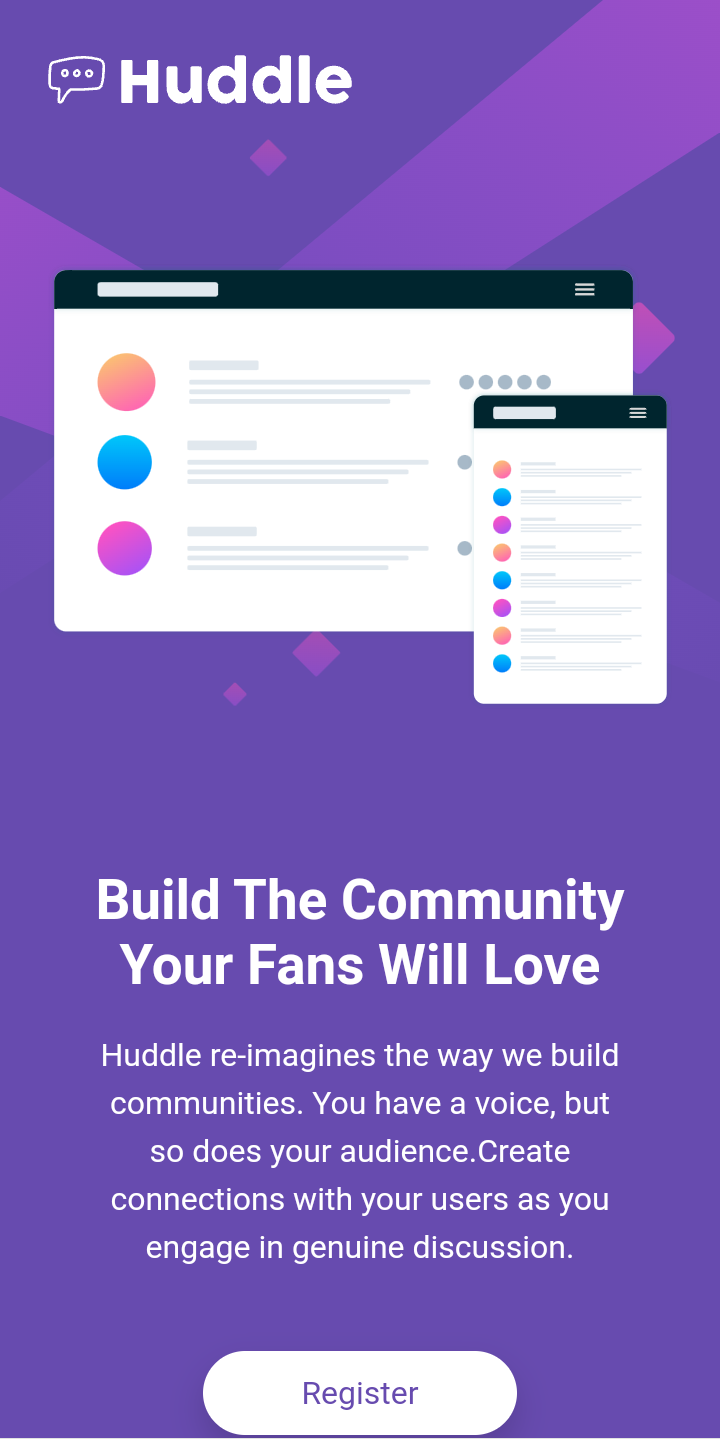 Huddle
Build The Community
Your Fans Will Love
Huddle re-imagines the way we build
communities. You have a voice, but
so does your audience.Create
connections with your users as you
engage in genuine discussion.
Register